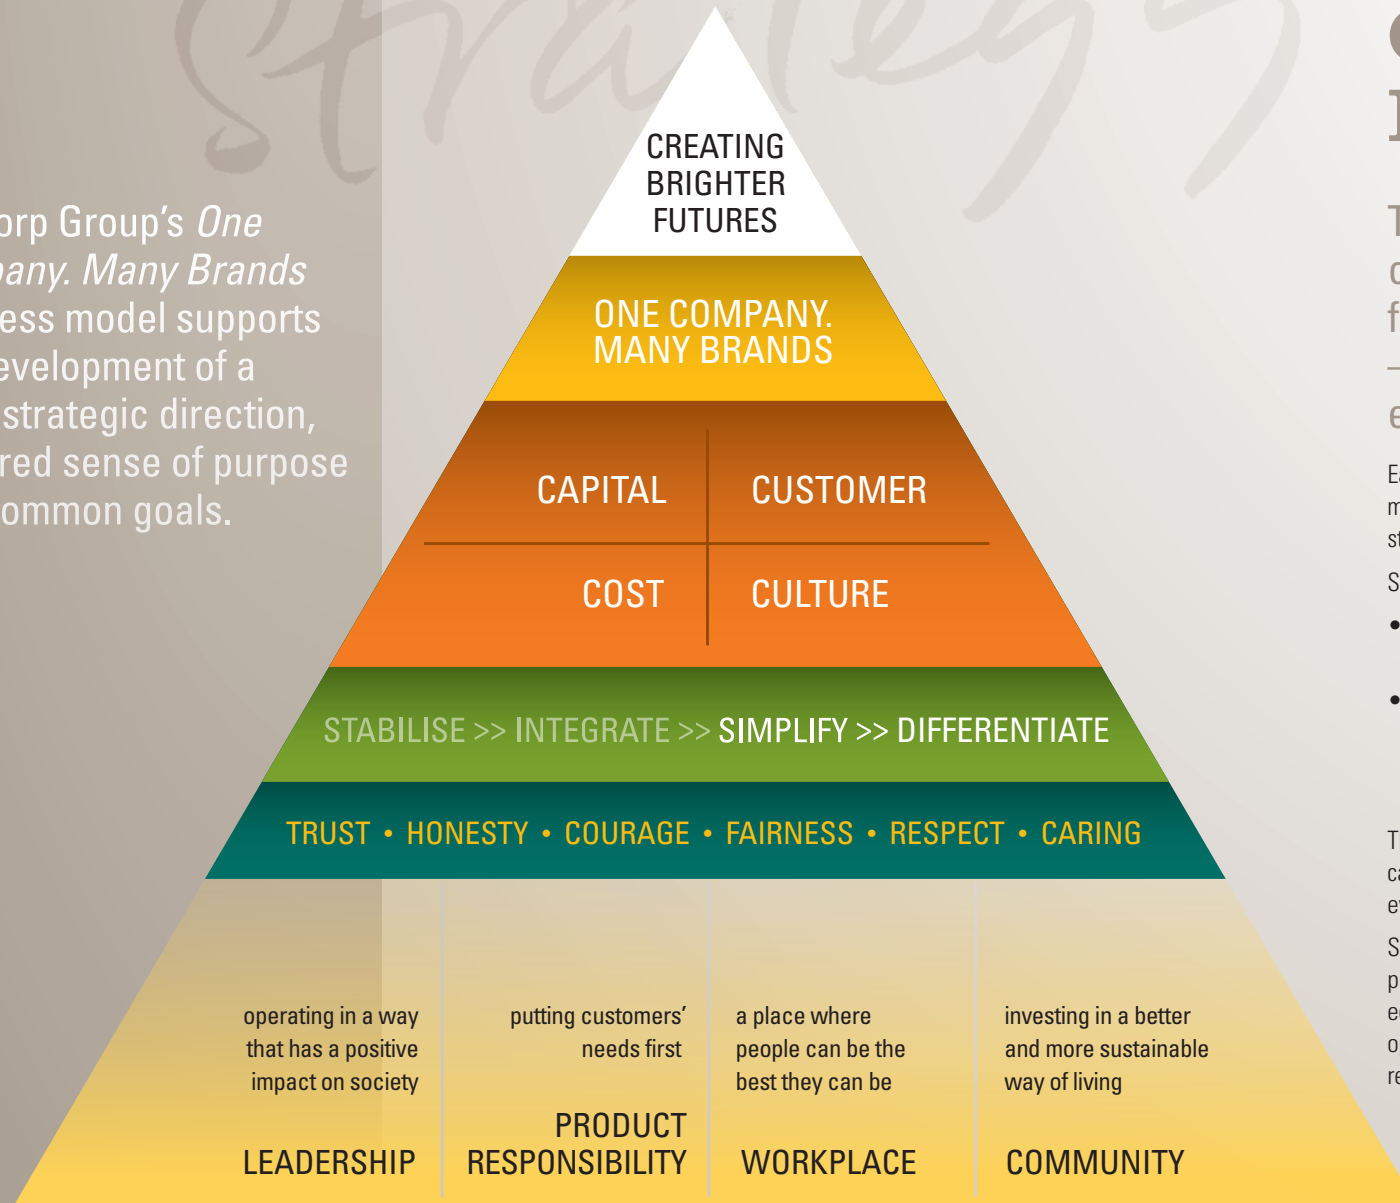 strategy
orp Group's One
pany. Many Brands
ess model supports
evelopment of a
strategic direction,
red sense of purpose
ommon goals.
CREATING
BRIGHTER
FUTURES
ONE COMPANY.
MANY BRANDS
CAPITAL CUSTOMER
COST CULTURE
STABILISE >> INTEGRATE >> SIMPLIFY >> DIFFERENTIATE
TRUST • HONESTY • COURAGE • FAIRNESS • RESPECT • CARING
operating in a way
that has a positive
impact on society
LEADERSHIP
putting customers'
needs first
PRODUCT
RESPONSIBILITY
a place where
people can be the
best they can be
WORKPLACE
investing in a better
and more sustainable
way of living
COMMUNITY